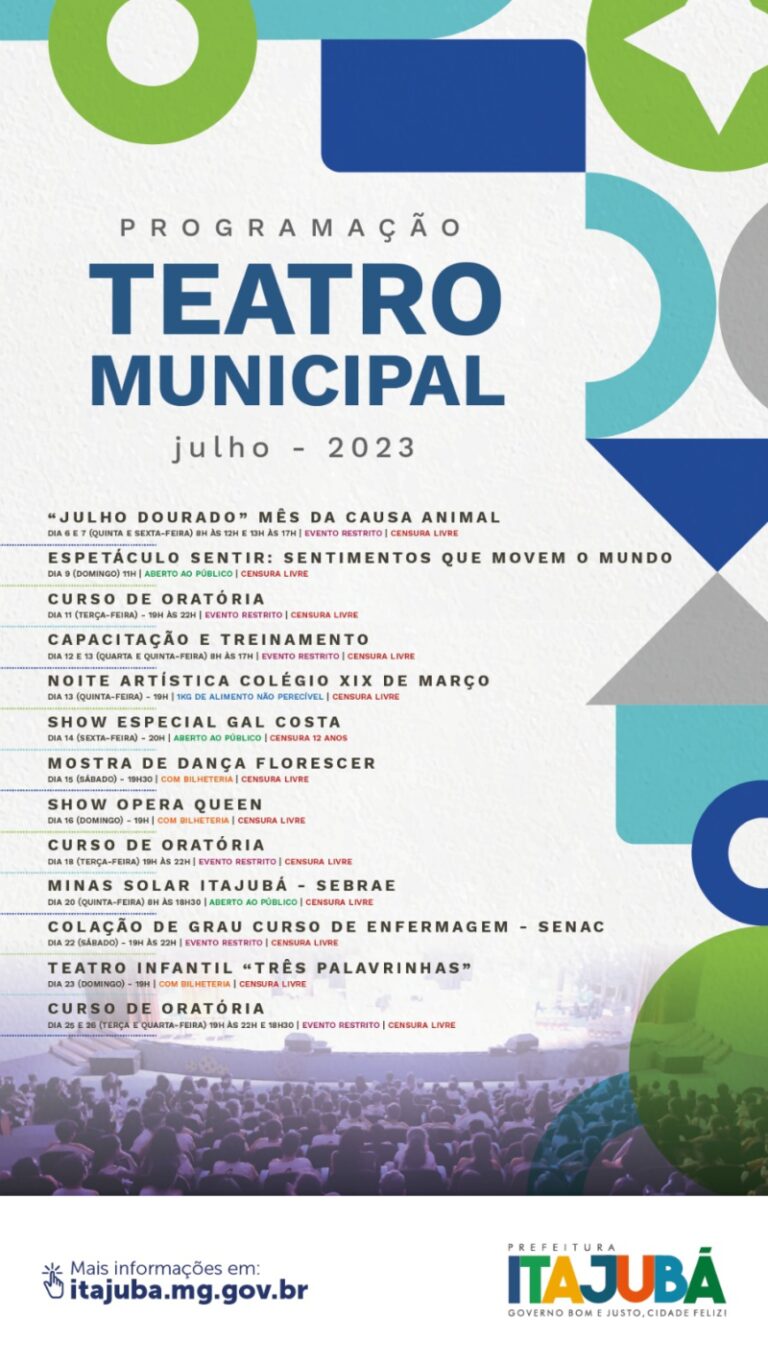 PROGRAMAÇÃO
TEATRO
MUNICIPAL
julho - 2023
“JULHO DOURADO” MÊS DA CAUSA ANIMAL
DIA 6 E 7 (QUINTA E SEXTA-FEIRA) 8H ÀS 12H E 13H ÀS 17H | EVENTO RESTRITO | CENSURA LIVRE
ESPETÁCULO SENTIR: SENTIMENTOS QUE MOVEM O MUNDO
DIA 9 (DOMINGO) 11H | ABERTO AO PÚBLICO | CENSURA LIVRE
CURSO DE ORATÓRIA
DIA 11 (TERÇA-FEIRA) - 19H ÀS 22H | EVENTO RESTRITO | CENSURA LIVRE
CAPACITAÇÃO E TREINAMENTO
DIA 12 E 13 (QUARTA E QUINTA-FEIRA) 8H ÀS 17H | EVENTO RESTRITO | CENSURA LIVRE
NOITE ARTÍSTICA COLÉGIO XIX DE MARÇO
DIA 13 (QUINTA-FEIRA) - 19H | 1KG DE ALIMENTO NÃO PERECÍVEL | CENSURA LIVRE
SHOW ESPECIAL GAL COSTA
DIA 14 (SEXTA-FEIRA) - 20H | ABERTO AO PÚBLICO | CENSURA 12 ANOS
MOSTRA DE DANÇA FLORESCER
DIA 15 (SÁBADO) - 19H30 | COM BILHETERIA | CENSURA LIVRE
SHOW OPERA QUEEN
DIA 16 (DOMINGO) - 19H | COM BILHETERIA | CENSURA LIVRE
CURSO DE ORATÓRIA
DIA 18 (TERÇA-FEIRA) 19H ÀS 22H | EVENTO RESTRITO | CENSURA LIVRE
MINAS SOLAR ITAJUBÁ - SEBRAE
DIA 20 (QUINTA-FEIRA) 8H ÀS 18H30 | ABERTO AO PÚBLICO | CENSURA LIVRE
COLAÇÃO DE GRAU CURSO DE ENFERMAGEM - SENAC
DIA 22 (SÁBADO) - 19H ÀS 22H | EVENTO RESTRITO | CENSURA LIVRE
TEATRO INFANTIL “TRÊS PALAVRINHAS”
DIA 23 (DOMINGO) - 19H | COM BILHETERIA | CENSURA LIVRE
CURSO DE ORATÓRIA
DIA 25 E 26 (TERÇA E QUARTA-FEIRA) 19H ÀS 22H E 18H30 | EVENTO RESTRITO | CENSURA LIVRE
Mais informações em:
itajuba.mg.gov.br
PREFEITURA
ITAJUBÁ
GOVERNO BOM E JUSTO, CIDADE FELIZ!